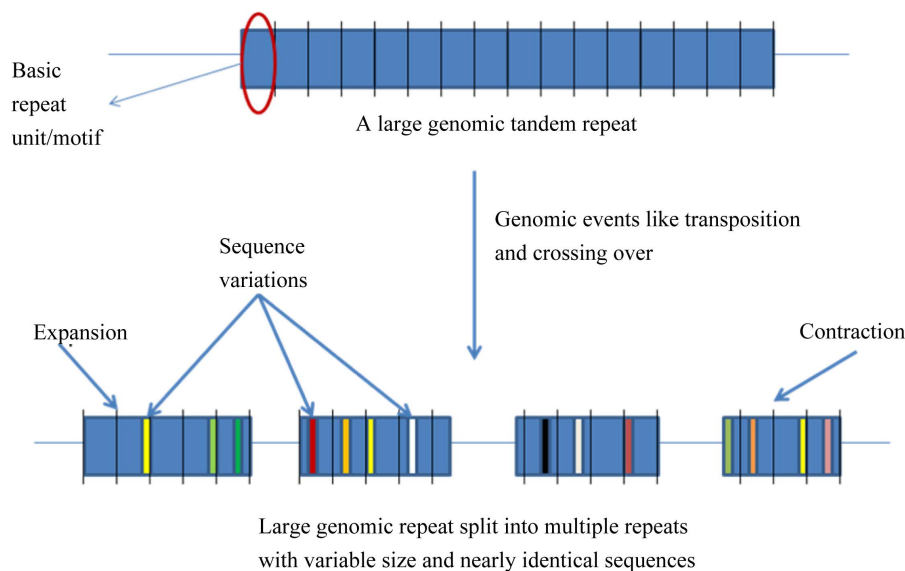 Basic
repeat
unit/motif
A large genomic tandem repeat
Genomic events like transposition
and crossing over
Sequence
variations
Expansion
Contraction
Large genomic repeat split into multiple repeats
with variable size and nearly identical sequences